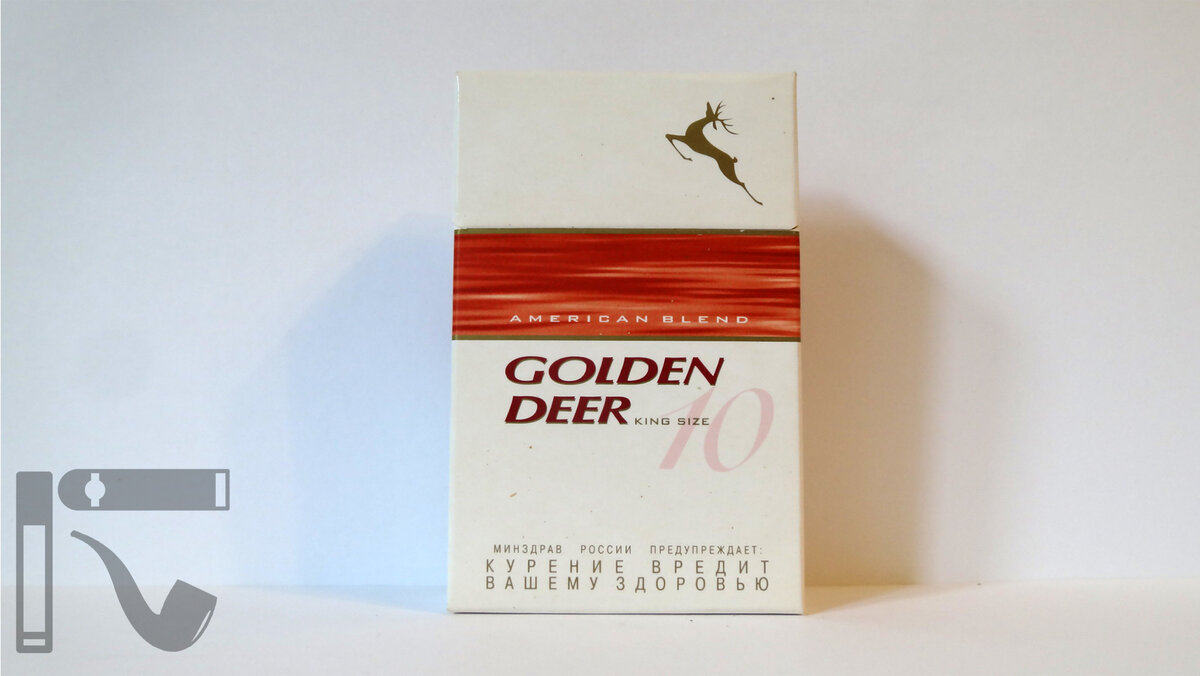 AMERICAN BLEND
GOLDEN
DEER KING SIZE
10
МИНЗДРАВ РОССИИ ПРЕДУПРЕЖДАЕТ:
КУРЕНИЕ ВРЕДИТ
ВАШЕМУ ЗДОРОВЬЮ